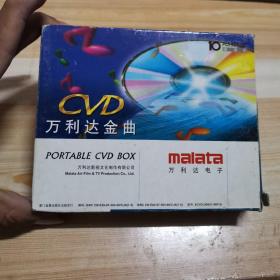 10
CVD
万利达金曲
PORTABLE CVD BOX
万利达影视文化制作有限公司
Malata Art Film & TV Production Co., Ltd.
malata
万利达电子